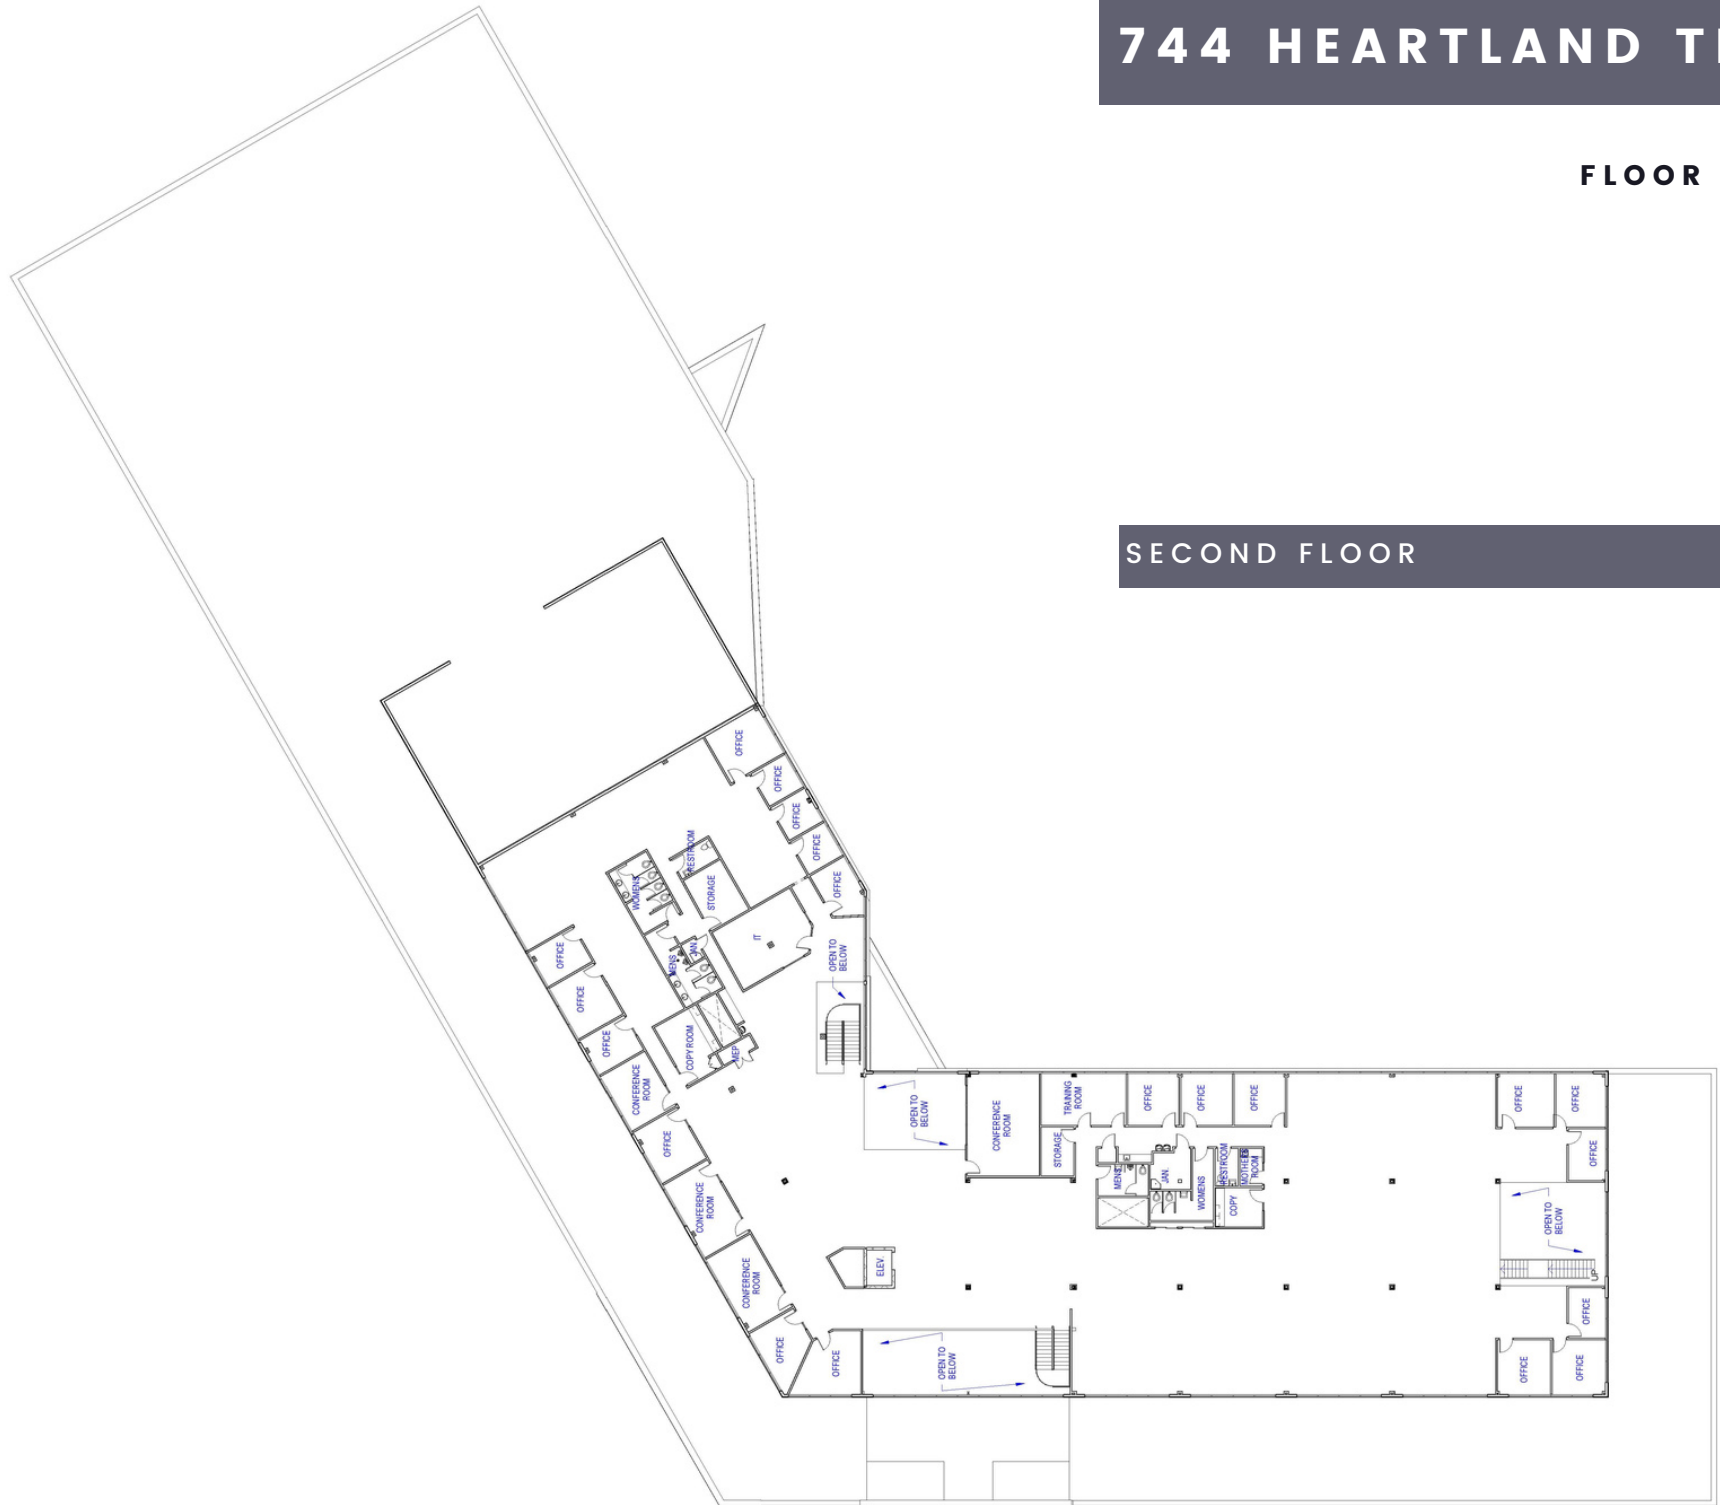 744 HEARTLAND
FLOOR
SECOND FLOOR
OFFICE
OFFICE
OFFICE
OFFICE
OFFICE
RESTROOM
WOMENS
STORAGE
IT
JAN.
MENS
OPEN TO
BELOW
OFFICE
OFFICE
OFFICE
COPY ROOM
MEP
CONFERENCE
ROOM
OFFICE
CONFERENCE
ROOM
CONFERENCE
ROOM
OFFICE
OFFICE
ELEV.
OPEN TO
BELOW
OPEN TO
BELOW
CONFERENCE
ROOM
TRAINING
ROOM
STORAGE
OFFICE
OFFICE
OFFICE
MENS
JAN.
WOMENS
RESTROOM
MOTHERS
ROOM
COPY
OFFICE
OFFICE
OFFICE
OPEN TO
BELOW
OFFICE
OFFICE
OFFICE